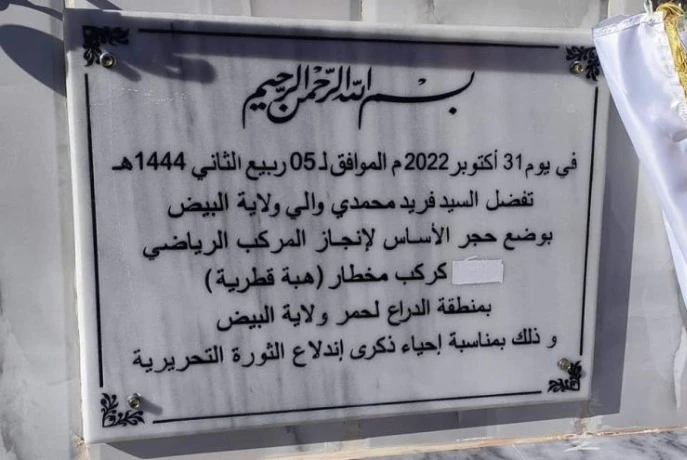 بسم الله الرحمن الرحيم
في يوم 31 أكتوبر 2022 م الموافق لـ 05 ربيع الثاني 1444هـ
تفضل السيد فريد محمدي والي ولاية البيض
بوضع حجر الأساس لإنجاز المركب الرياضي
كركب مخطار (هبة قطرية)
بمنطقة الدراع لحمر ولاية البيض
و ذلك بمناسبة إحياء ذكرى إندلاع الثورة التحريرية